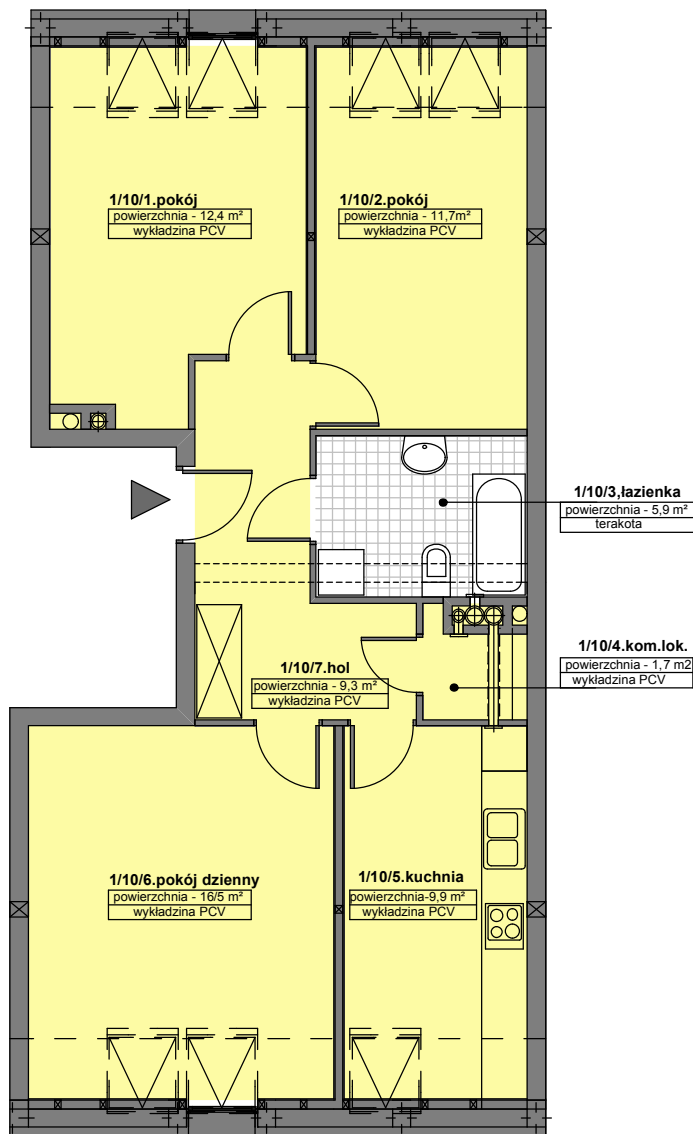 1/10/1.pokój
powierzchnia - 12,4 m²
wykładzina PCV
1/10/2.pokój
powierzchnia - 11,7m²
wykładzina PCV
1/10/3,łazienka
powierzchnia - 5,9 m²
terakota
1/10/4.kom.lok.
powierzchnia - 1,7 m2
wykładzina PCV
1/10/7.hol
powierzchnia - 9,3 m²
wykładzina PCV
1/10/6.pokój dzienny
powierzchnia - 16/5 m²
wykładzina PCV
1/10/5.kuchnia
powierzchnia-9,9 m²
wykładzina PCV